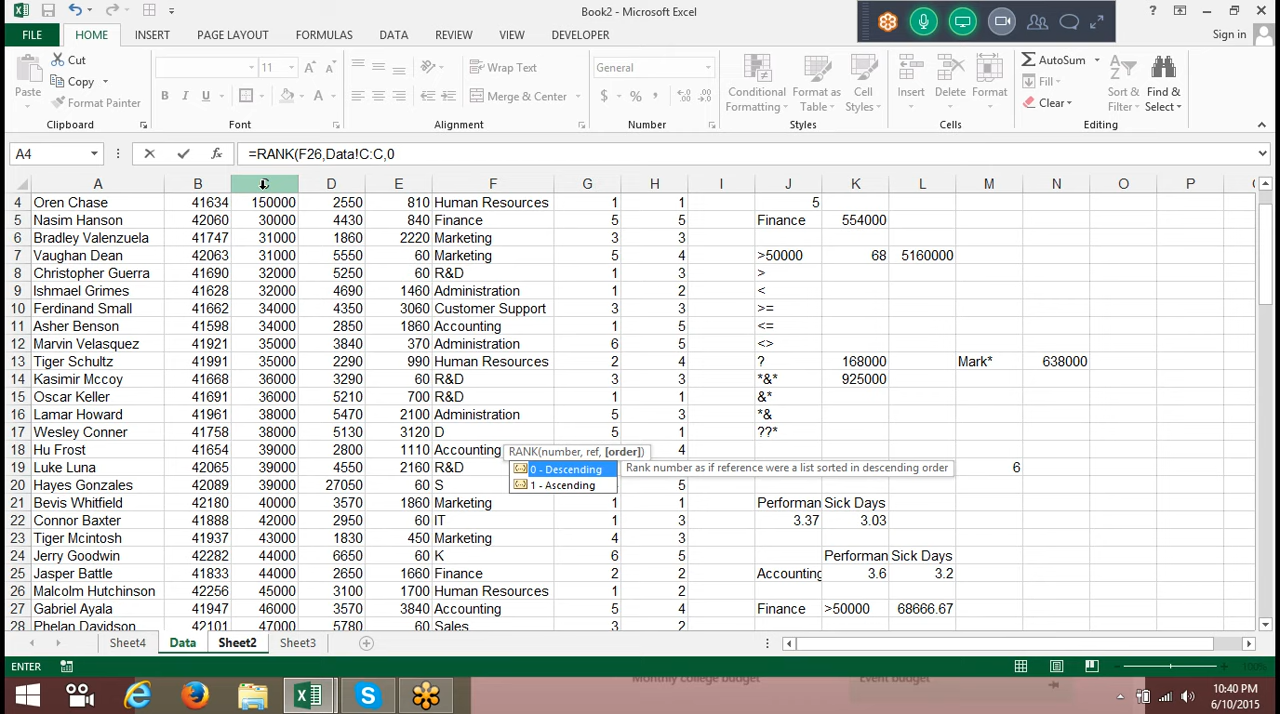 Book2 - Microsoft Excel
Sign in
FILE HOME INSERT PAGE LAYOUT FORMULAS DATA REVIEW VIEW DEVELOPER
Paste Cut Copy Format Painter
Clipboard
11
B I U A
Font
Wrap Text
Merge & Center
Alignment
General
$ % ,
Number
Conditional Formatting Format as Table Cell Styles
Styles
Insert Delete Format
Cells
AutoSum Fill Clear Sort & Filter Find & Select
Editing
A4 fx =RANK(F26,Data!C:C,0
A B C D E F G H I J K L M N O P
4 Oren Chase 41634 150000 2550 810 Human Resources 1 1 5
5 Nasim Hanson 42060 30000 4430 840 Finance 5 5 Finance 554000
6 Bradley Valenzuela 41747 31000 1860 2220 Marketing 3 3
7 Vaughan Dean 42063 31000 5550 60 Marketing 5 4 >50000 68 5160000
8 Christopher Guerra 41690 32000 5250 60 R&D 1 3 >
9 Ishmael Grimes 41628 32000 4690 1460 Administration 1 2 <
10 Ferdinand Small 41662 34000 4350 3060 Customer Support 3 3 >=
11 Asher Benson 41598 34000 2850 1860 Accounting 1 5 <=
12 Marvin Velasquez 41921 35000 3840 370 Administration 6 5 <>
13 Tiger Schultz 41991 35000 2290 990 Human Resources 2 4 ? 168000 Mark* 638000
14 Kasimir Mccoy 41668 36000 3290 60 R&D 3 3 *&* 925000
15 Oscar Keller 41691 36000 5210 700 R&D 1 1 &*
16 Lamar Howard 41961 38000 5470 2100 Administration 5 3 *&
17 Wesley Conner 41758 38000 5130 3120 D 5 1 ??*
18 Hu Frost 41654 39000 2800 1110 Accounting
RANK(number, ref, [order])
19 Luke Luna 42065 39000 4550 2160 R&D 6
0 - Descending Rank number as if reference were a list sorted in descending order
1 - Ascending
20 Hayes Gonzales 42089 39000 27050 60 S 5
21 Bevis Whitfield 42180 40000 3570 1860 Marketing 1 1 Performan Sick Days
22 Connor Baxter 41888 42000 2950 60 IT 1 3 3.37 3.03
23 Tiger Mcintosh 41937 43000 1830 450 Marketing 4 3
24 Jerry Goodwin 42282 44000 6650 60 K 6 5 Performan Sick Days
25 Jasper Battle 41833 44000 2650 1660 Finance 2 2 Accounting 3.6 3.2
26 Malcolm Hutchinson 42256 45000 3100 1700 Human Resources 1 2
27 Gabriel Ayala 41947 46000 3570 3840 Accounting 5 4 Finance >50000 68666.67
28 Phelan Davidson 42101 47000 5780 60 Sales 3 2
Sheet4 Data Sheet2 Sheet3
ENTER 100%
Monthly college budget Event budget
10:40 PM
6/10/2015